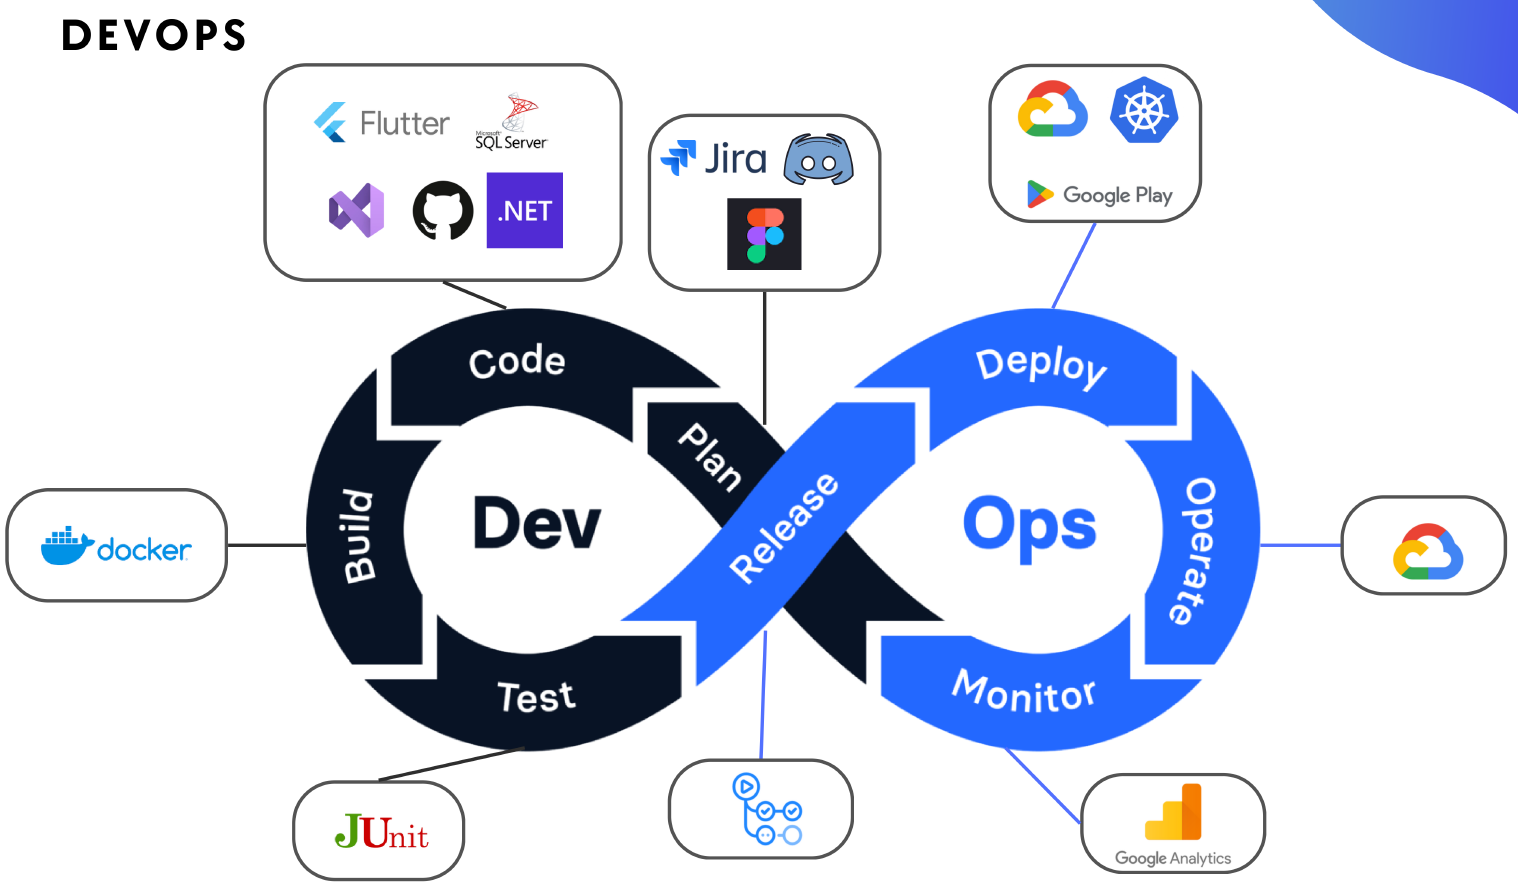 DEVOPS
Flutter
Microsoft®
SQL Server®
.NET
Jira
Google Play
Code
Plan
Build
Test
Dev
Release
Deploy
Operate
Monitor
Ops
docker
JUnit
Google Analytics